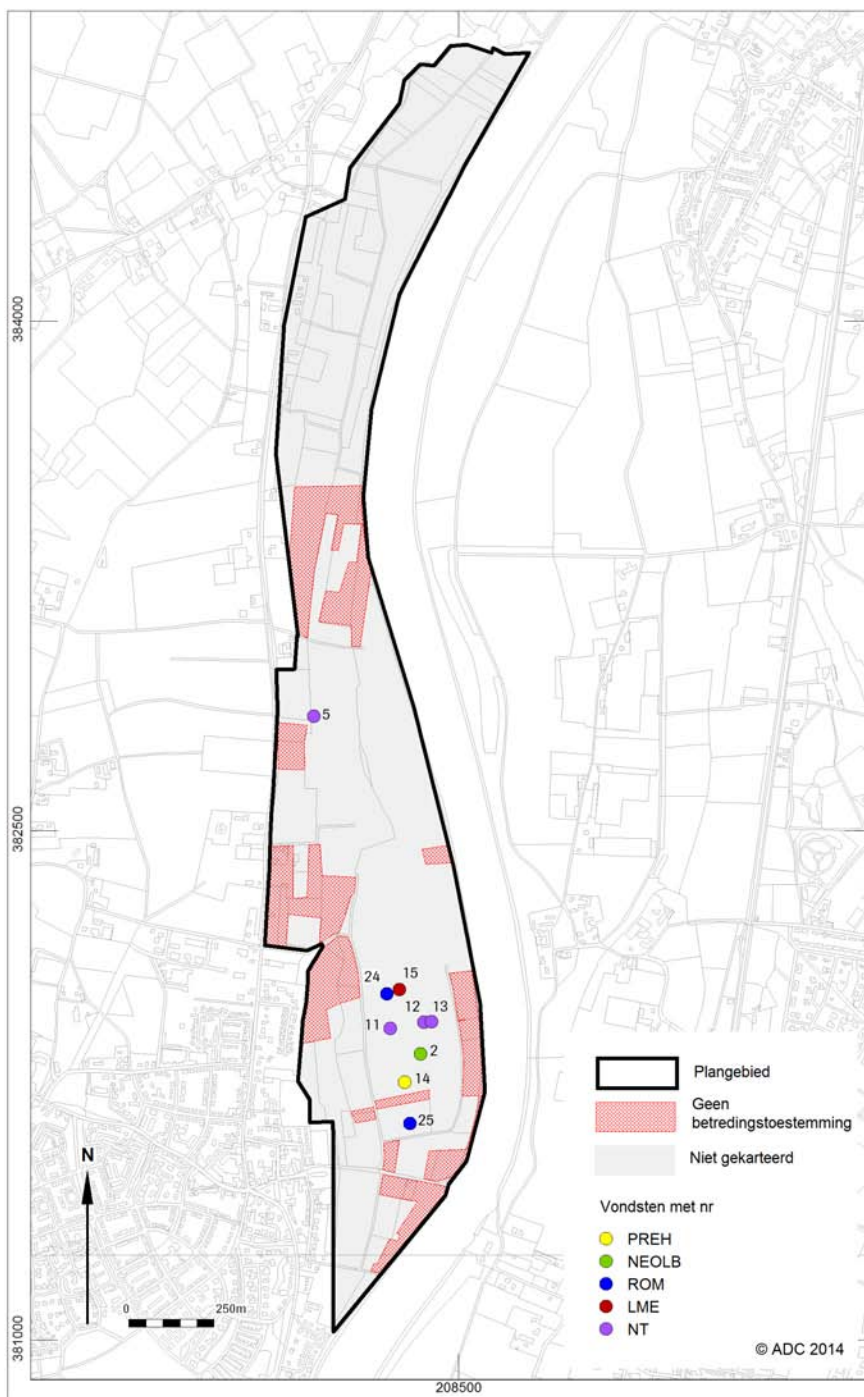 384000
5
382500
24
15
12
13
11
2
14
25
N
0
250m
381000
208500
Plangebied
Geen
betredingstoestemming
Niet gekarteerd
Vondsten met nr
PREH
NEOLB
ROM
LME
NT
© ADC 2014